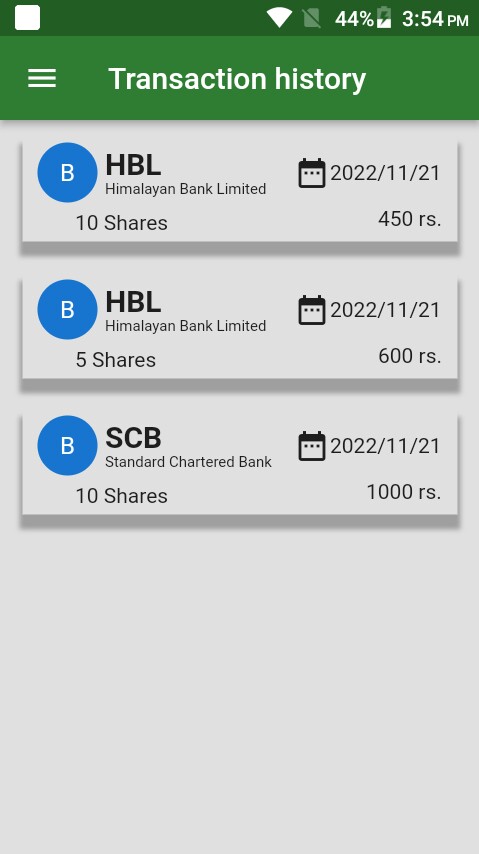 44% 3:54 PM
Transaction history
B HBL 2022/11/21
Himalayan Bank Limited
10 Shares 450 rs.
B HBL 2022/11/21
Himalayan Bank Limited
5 Shares 600 rs.
B SCB 2022/11/21
Standard Chartered Bank
10 Shares 1000 rs.